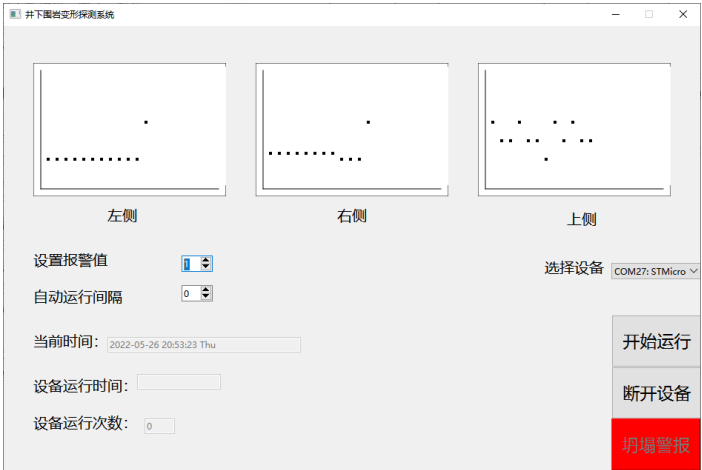 井下围岩变形探测系统
左侧
右侧
上侧
设置报警值
1
选择设备
COM27: STMicro
自动运行间隔
0
当前时间：
2022-05-26 20:53:23 Thu
开始运行
设备运行时间：
断开设备
设备运行次数：
0
坍塌警报